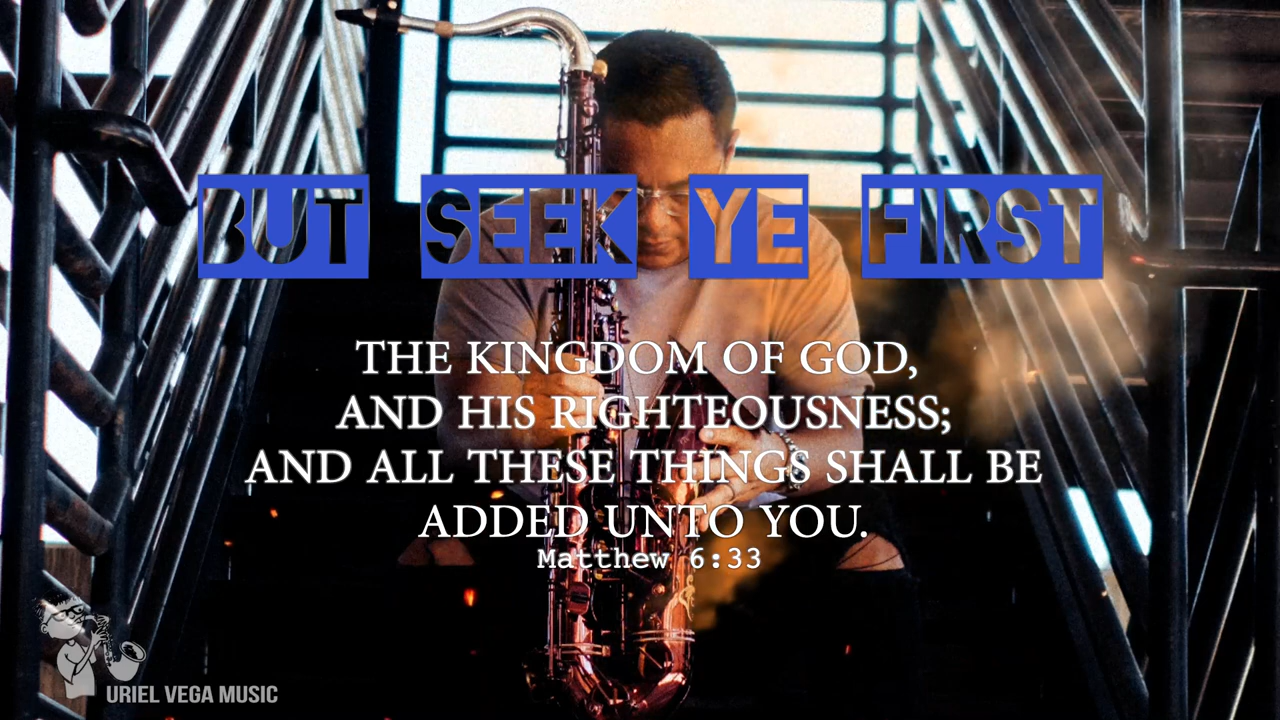 BUT SEEK YE FIRST
THE KINGDOM OF GOD,
AND HIS RIGHTEOUSNESS;
AND ALL THESE THINGS SHALL BE
ADDED UNTO YOU.
Matthew 6:33
URIEL VEGA MUSIC